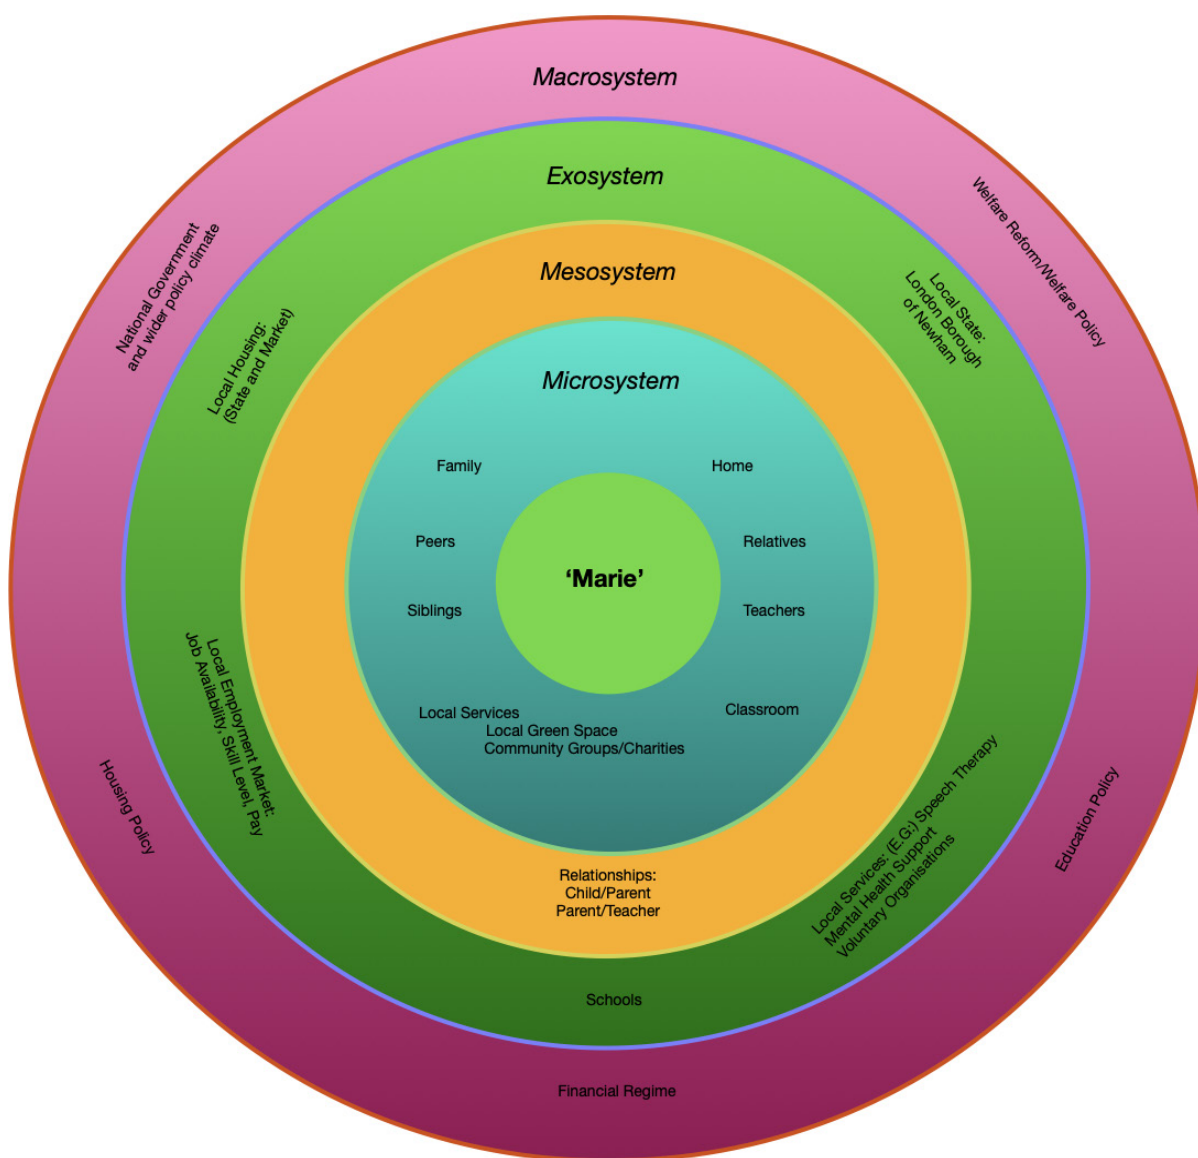 Macrosystem
Exosystem
Mesosystem
Microsystem
National Government
and wider policy climate
Welfare Reform/Welfare Policy
Local Housing:
(State and Market)
Local State:
London Borough
of Newham
Family
Home
Peers
Relatives
‘Marie’
Siblings
Teachers
Local Services
Local Green Space
Community Groups/Charities
Classroom
Local Employment Market:
Job Availability, Skill Level, Pay
Housing Policy
Education Policy
Local Services: (E.G:) Speech Therapy
Mental Health Support
Voluntary Organisations
Relationships:
Child/Parent
Parent/Teacher
Schools
Financial Regime